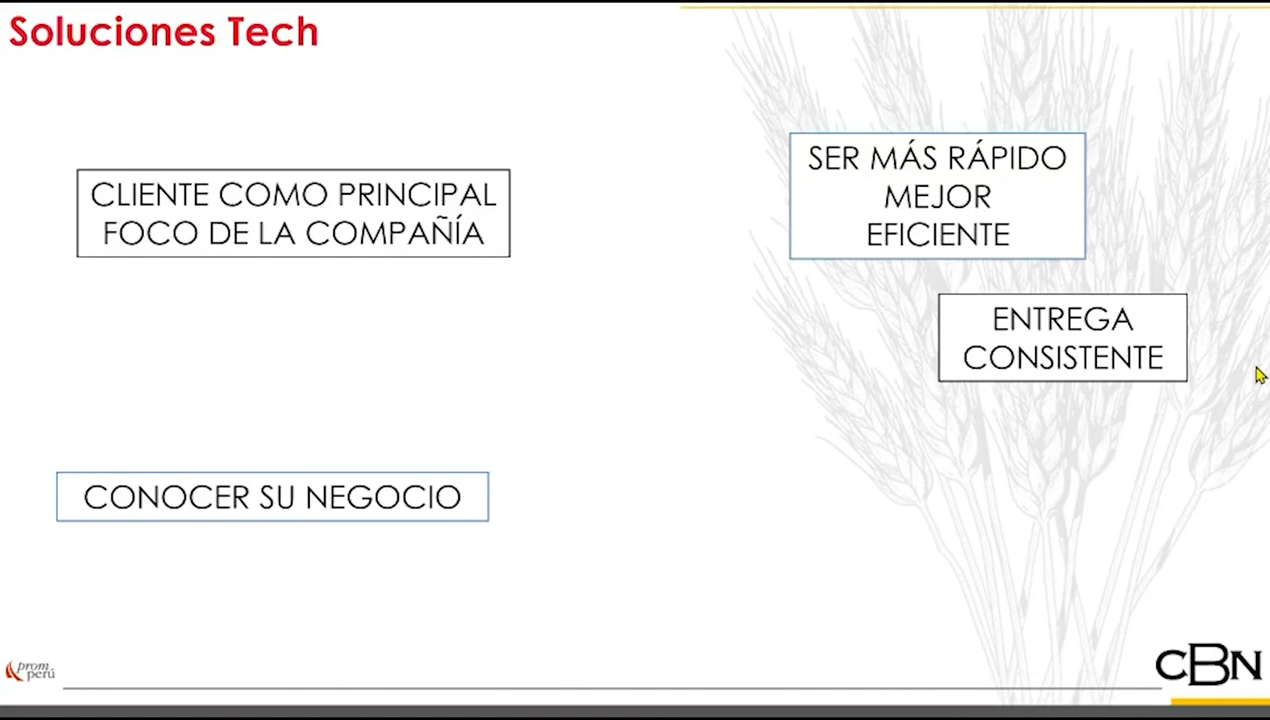 Soluciones Tech
CLIENTE COMO PRINCIPAL
FOCO DE LA COMPAÑÍA
SER MÁS RÁPIDO
MEJOR
EFICIENTE
ENTREGA
CONSISTENTE
CONOCER SU NEGOCIO
prom
perú
CBN